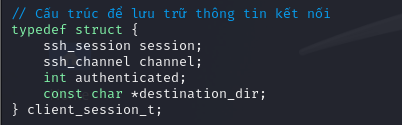 // Cấu trúc để lưu trữ thông tin kết nối
typedef struct {
    ssh_session session;
    ssh_channel channel;
    int authenticated;
    const char *destination_dir;
} client_session_t;